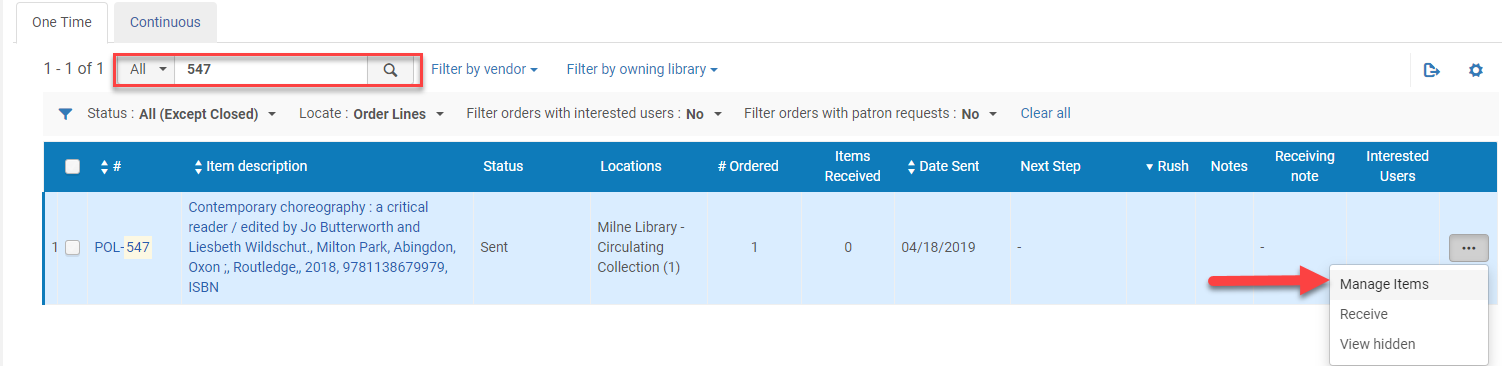 One Time Continuous
1 - 1 of 1 All 547 Filter by vendor Filter by owning library
Status : All (Except Closed) Locate : Order Lines Filter orders with interested users : No Filter orders with patron requests : No Clear all
# Item description Status Locations # Ordered Items Received Date Sent Next Step Rush Notes Receiving note Interested Users
1 POL-547
Contemporary choreography : a critical
reader / edited by Jo Butterworth and
Liesbeth Wildschut., Milton Park, Abingdon,
Oxon ;, Routledge,, 2018, 9781138679979,
ISBN
Sent
Milne Library -
Circulating
Collection (1)
1 0 04/18/2019 - - ...
Manage Items
Receive
View hidden